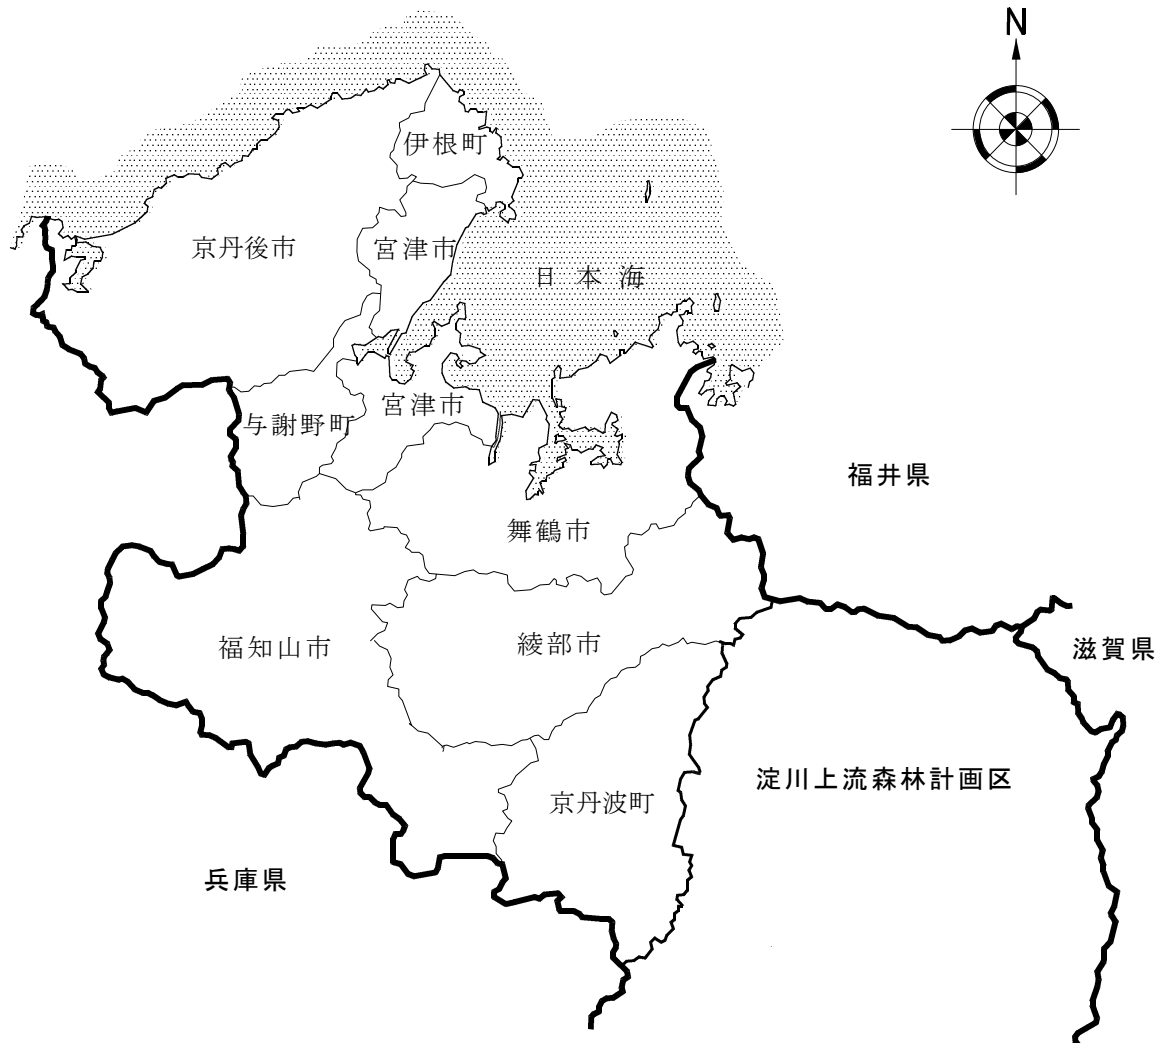 N
伊根町
京丹後市
宮津市
日本海
宮津市
与謝野町
福井県
舞鶴市
福知山市
綾部市
滋賀県
淀川上流森林計画区
京丹波町
兵庫県